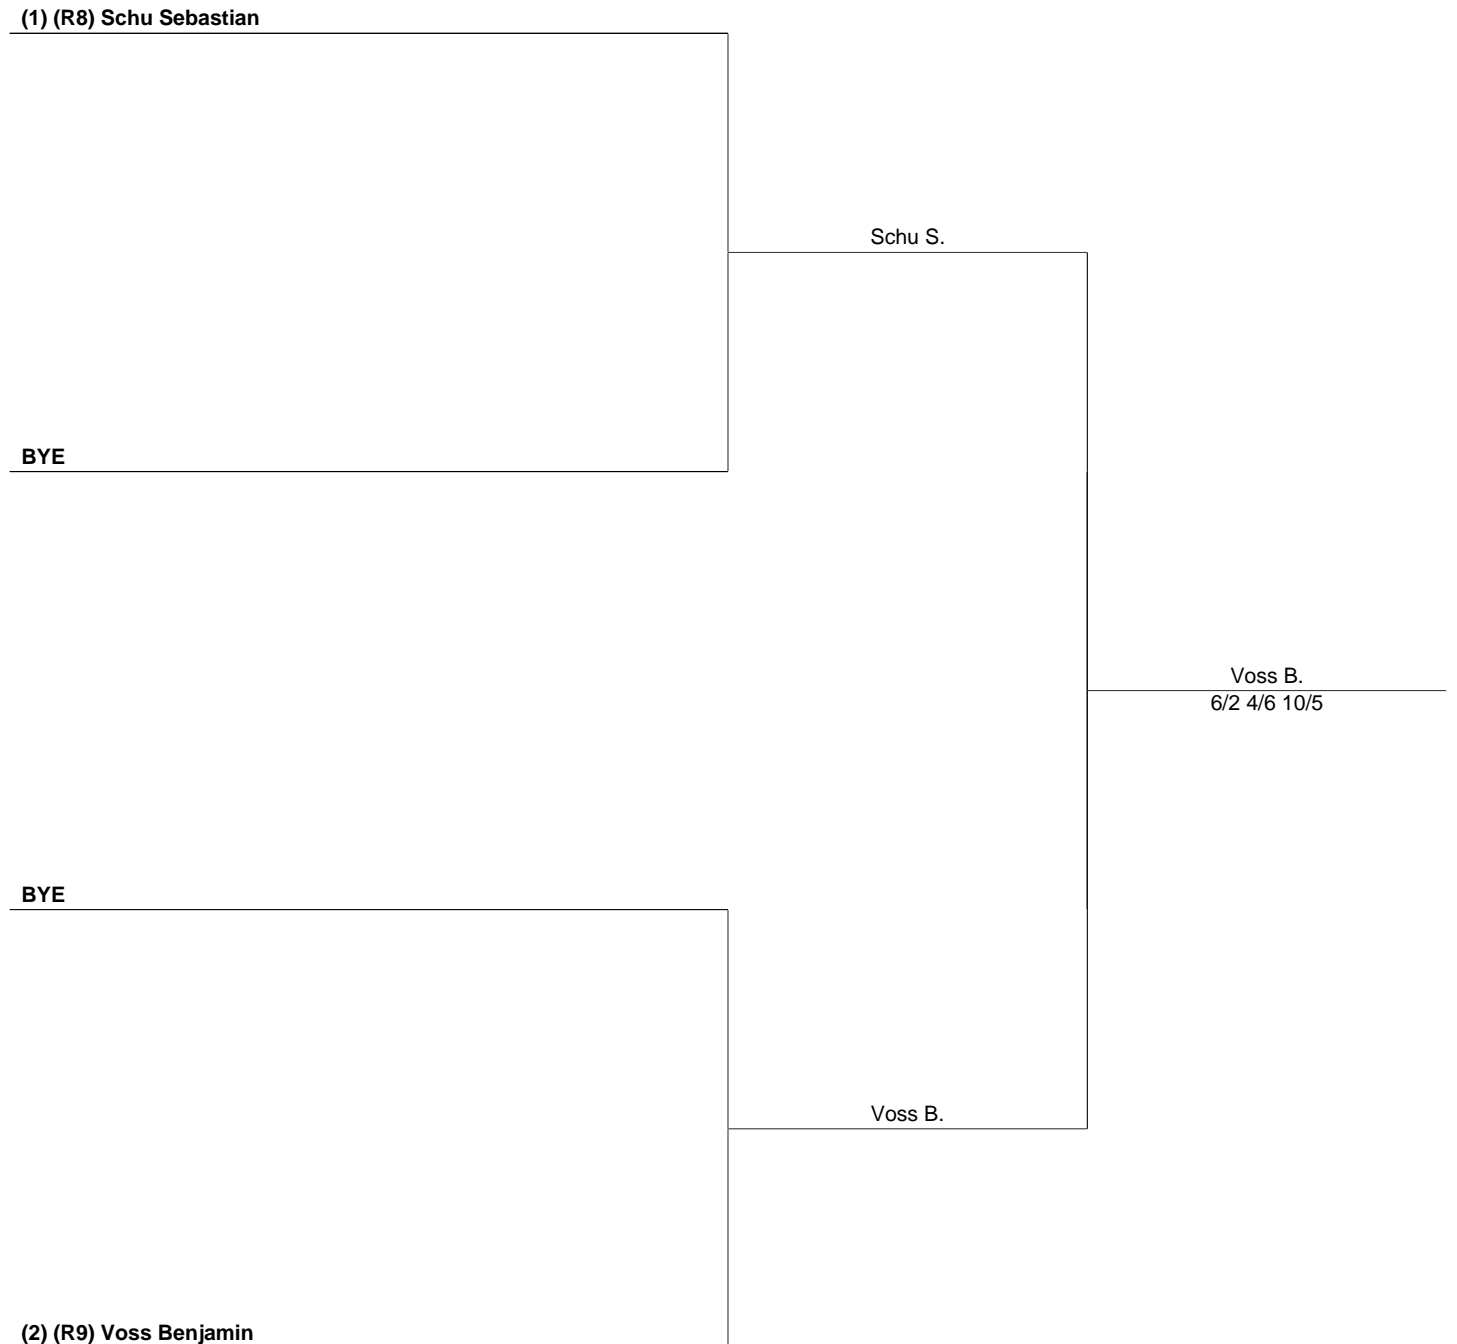 (1) (R8) Schu Sebastian
Schu S.
BYE
Voss B.
6/2 4/6 10/5
BYE
Voss B.
(2) (R9) Voss Benjamin